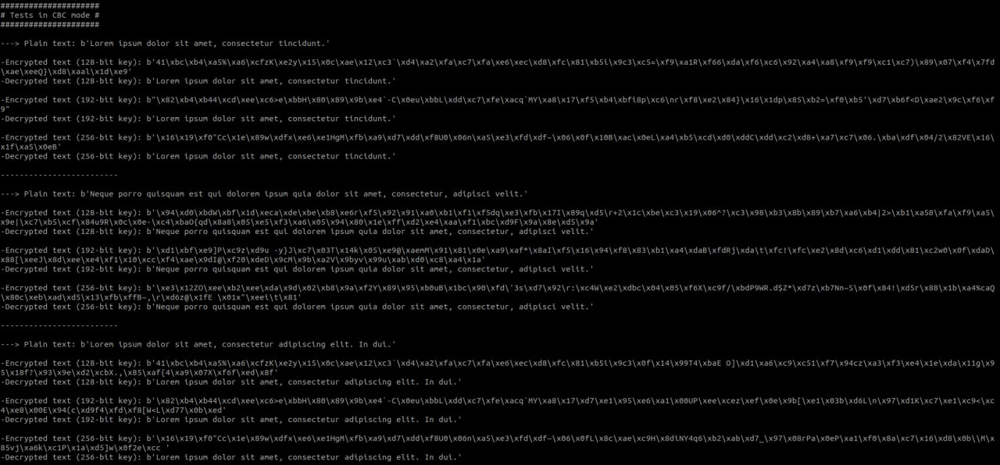 #####################
# Tests in CBC mode #
#####################
---> Plain text: b'Lorem ipsum dolor sit amet, consectetur tincidunt.'
-Encrypted text (128-bit key): b'41\xbc\xb4\xa5%\xa6\xcfzK\xe2y\x15\x0c\xae\x12\xc3`\xd4\xa2\xfa\xc7\xfa\xe6\xec\xd8\xfc\x81\xb5i\x9c3\xc5=\xf9\xa1R\xf66\xda\xf6\xc6\x92\xa4\xa8\xf9\xf9\xc1\xc7)\x89\x07\xf4\x7fd
\xae\xeeQ}\xd8\xaal\x1d\xe9'
-Decrypted text (128-bit key): b'Lorem ipsum dolor sit amet, consectetur tincidunt.'
-Encrypted text (192-bit key): b"\x82\xb4\xb44\xcd\xee\xc6>e\xbbH\x80\x89\x9b\xe4`-C\x0eu\xbbL\xdd\xc7\xfe\xacq`MY\xa8\x17\xf5\xb4\xbfi8p\xc6\nr\xf8\xe2\x84}\x16\x1dp\x85\xb2=\xf0\xb5'\xd7\xb6f<D\xae2\x9c\xf6\xf
9"
-Decrypted text (192-bit key): b'Lorem ipsum dolor sit amet, consectetur tincidunt.'
-Encrypted text (256-bit key): b'\x16\x19\xf0"Cc\x1e\x89w\xdfx\xe6\xe1HgM\xfb\xa9\xd7\xdd\xf8U0\x06n\xa5\xe3\xfd\xdf~\x06\x0f\x10B\xac\x0eL\xa4\xb5\xcd\xd0\xddC\xdd\xc2\xd8+\xa7\xc7\x06.\xba\xdf\x04/2\x82VE\x16\
x1f\xa5\x0eB'
-Decrypted text (256-bit key): b'Lorem ipsum dolor sit amet, consectetur tincidunt.'
-------------------------
---> Plain text: b'Neque porro quisquam est qui dolorem ipsum quia dolor sit amet, consectetur, adipisci velit.'
-Encrypted text (128-bit key): b'\x94\xd0\xbdW\xbf\x1d\xeca\xde\xbe\xb8\xe6r\xf5\x92\x91\xa0\xb1\xf1\xf5dq\xe3\xfb\x17I\x89q\xd5\r+2\x1c\xbe\xc3\x19\x06^?\xc3\x98\xb3\x8b\x89\xb7\xa6\xb4|2>\xb1\xa58\xfa\xf9\xa5\
x9e|\xc7\xb5\xcf\x84u9R\x0c\x0e-\xc4\xbaO{qd\x8a8\x05\xe5\xf3\xa6\x05\x94\x80\x1e\xff\xd2\xe4\xaa\xf1\xbc\xd9F\x9a\x8e\xd5\x9a'
-Decrypted text (128-bit key): b'Neque porro quisquam est qui dolorem ipsum quia dolor sit amet, consectetur, adipisci velit.'
-Encrypted text (192-bit key): b'\xd1\xbf\xe9]P\xc9z\xd9u -y}J\xc7\x03T\x14k\x05\xe9@\xaemM\x91\x81\x0e\xa9\xaf*\x8aI\xf5\x16\x94\xf8\x83\xb1\xa4\xdaB\xfdRj\xda\t\xfc!\xfc\xe2\x8d\xc6\xd1\xdd\x81\xc2w0\x0f\xdaD\
x88[\xeeJ\x8d\xee\xe4\xf1\x10\xcc\xf4\xae\x9dI@\xf20\xdeD\x9cM\x9b\xa2V\x9byv\x99u\xab\xd0\xc8\xa4\x1a'
-Decrypted text (192-bit key): b'Neque porro quisquam est qui dolorem ipsum quia dolor sit amet, consectetur, adipisci velit.'
-Encrypted text (256-bit key): b'\xe3\x12ZO\xee\xb2\xee\xda\x9d\x02\xb8\x9a\xf2Y\x89\x95\xb0uB\x1bc\x90\xfd\'3s\xd7\x92\r:\xc4W\xe2\xdbc\x04\x05\xf6X\xc9f/\xbdP9WR.d$Z*\xd7z\xb7Nn~S\x0f\x84!\xd5r\x88\x1b\xa4%caQ
\x80c\xeb\xad\xd5\x13\xfb\xffB~,\r\xd6z@\x1fE \x01x"\xeei\t\x81'
-Decrypted text (256-bit key): b'Neque porro quisquam est qui dolorem ipsum quia dolor sit amet, consectetur, adipisci velit.'
-------------------------
---> Plain text: b'Lorem ipsum dolor sit amet, consectetur adipiscing elit. In dui.'
-Encrypted text (128-bit key): b'41\xbc\xb4\xa5%\xa6\xcfzK\xe2y\x15\x0c\xae\x12\xc3`\xd4\xa2\xfa\xc7\xfa\xe6\xec\xd8\xfc\x81\xb5i\x9c3\x0f\x14\x99T4\xbaE O]\xd1\xa6\xc9\xc51\xf7\x94cz\xa3\xf3\xe4\x1e\xda\x11g\x9
5\x18f?\x93\x9e\xd2\xcbX.,\x85\xaf{4\xa9\x07X\xf6f\xed\x8f'
-Decrypted text (128-bit key): b'Lorem ipsum dolor sit amet, consectetur adipiscing elit. In dui.'
-Encrypted text (192-bit key): b'\x82\xb4\xb44\xcd\xee\xc6>e\xbbH\x80\x89\x9b\xe4`-C\x0eu\xbbL\xdd\xc7\xfe\xacq`MY\xa8\x17\xd7\xe1\x95\xe6\xa1\x00UP\xee\xcez\xef\x0e\x9b[\xe1\x03b\xd6L\n\x97\xd1K\xc7\xe1\xc9<\xc
4\xe8\x00E\x94(c\xd9f4\xfd\xf8[W<L\xd77\x0b\xed'
-Decrypted text (192-bit key): b'Lorem ipsum dolor sit amet, consectetur adipiscing elit. In dui.'
-Encrypted text (256-bit key): b'\x16\x19\xf0"Cc\x1e\x89w\xdfx\xe6\xe1HgM\xfb\xa9\xd7\xdd\xf8U0\x06n\xa5\xe3\xfd\xdf~\x06\x0fL\x8c\xae\xc9H\x8diNY4q6\xb2\xab\xd7_\x97\x08rPa\x0eP\xa1\xf0\x8a\xc7\x16\xd8\x0b\\M\x
85vj\xa6k\xc1P\x1a\xd5]w\x0f2e\xcc '
-Decrypted text (256-bit key): b'Lorem ipsum dolor sit amet, consectetur adipiscing elit. In dui.'